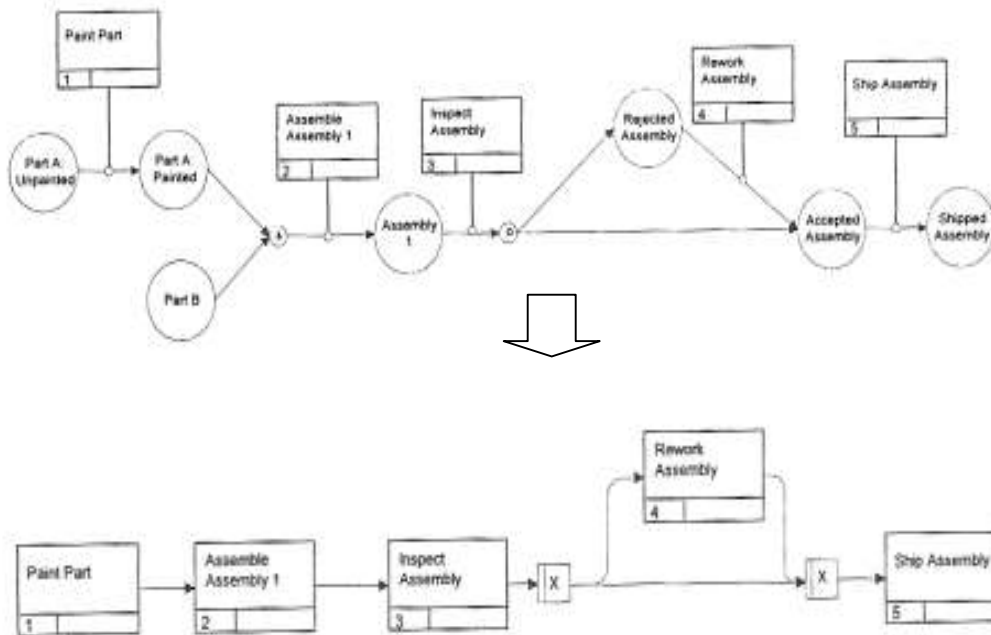 Paint Part
1
Rework
Assembly
4
Ship Assembly
5
Assemble
Assembly 1
2
Inspect
Assembly
3
Rejected
Assembly
Part A
Unpainted
Part A
Painted
Assembly
1
Accepted
Assembly
Shipped
Assembly
Part B
Rework
Assembly
4
Paint Part
1
Assemble
Assembly 1
2
Inspect
Assembly
3
X
X
Ship Assembly
5